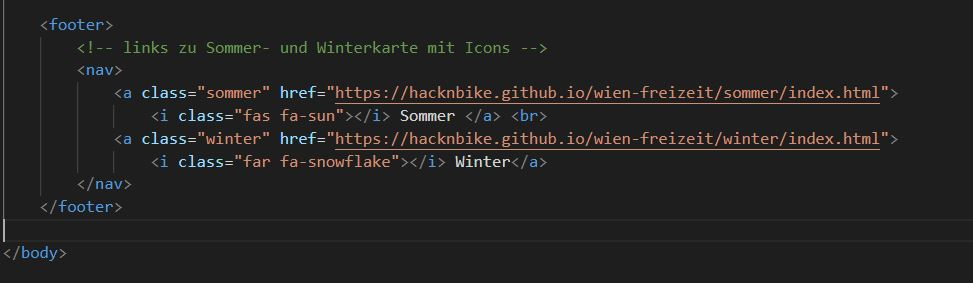 <footer>
<!-- links zu Sommer- und Winterkarte mit Icons -->
<nav>
<a class="sommer" href="https://hacknbike.github.io/wien-freizeit/sommer/index.html">
<i class="fas fa-sun"></i> Sommer </a> <br>
<a class="winter" href="https://hacknbike.github.io/wien-freizeit/winter/index.html">
<i class="far fa-snowflake"></i> Winter</a>
</nav>
</footer>
</body>